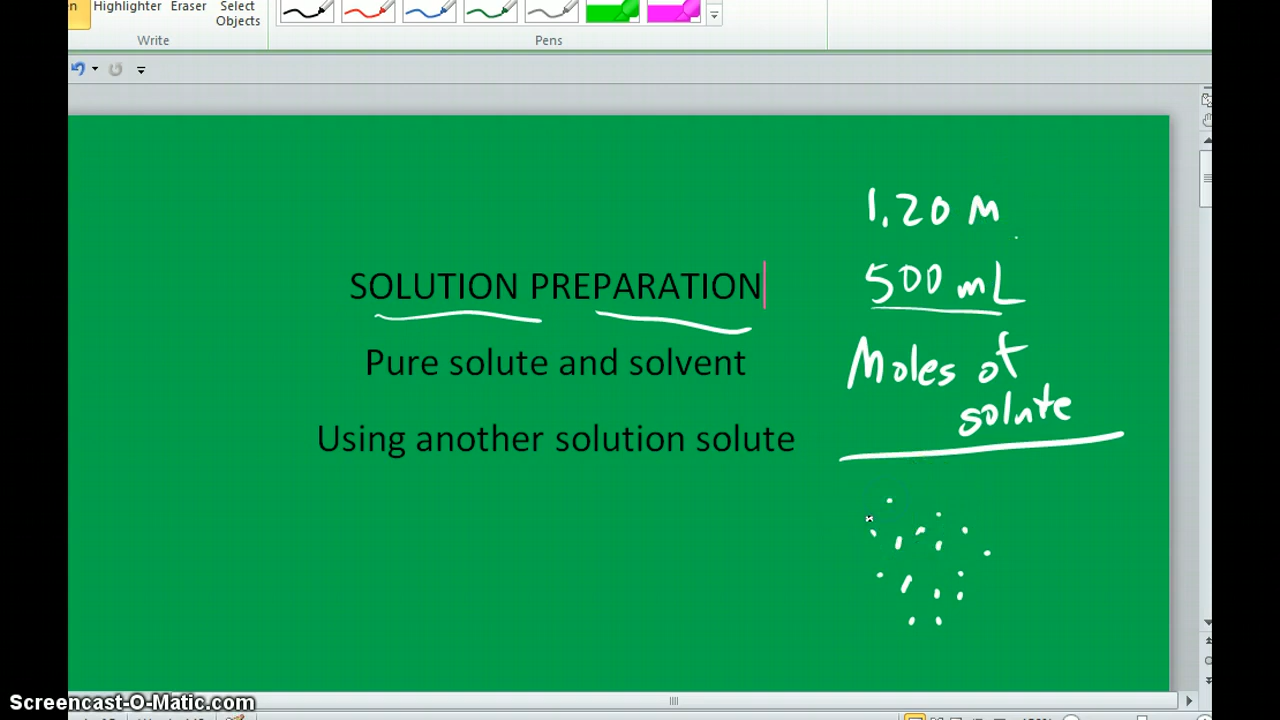 Highlighter Eraser Select
Objects
Write
Pens
SOLUTION PREPARATION
Pure solute and solvent
Using another solution solute
1.20 M
500 mL
Moles of
solute
Screencast-O-Matic.com